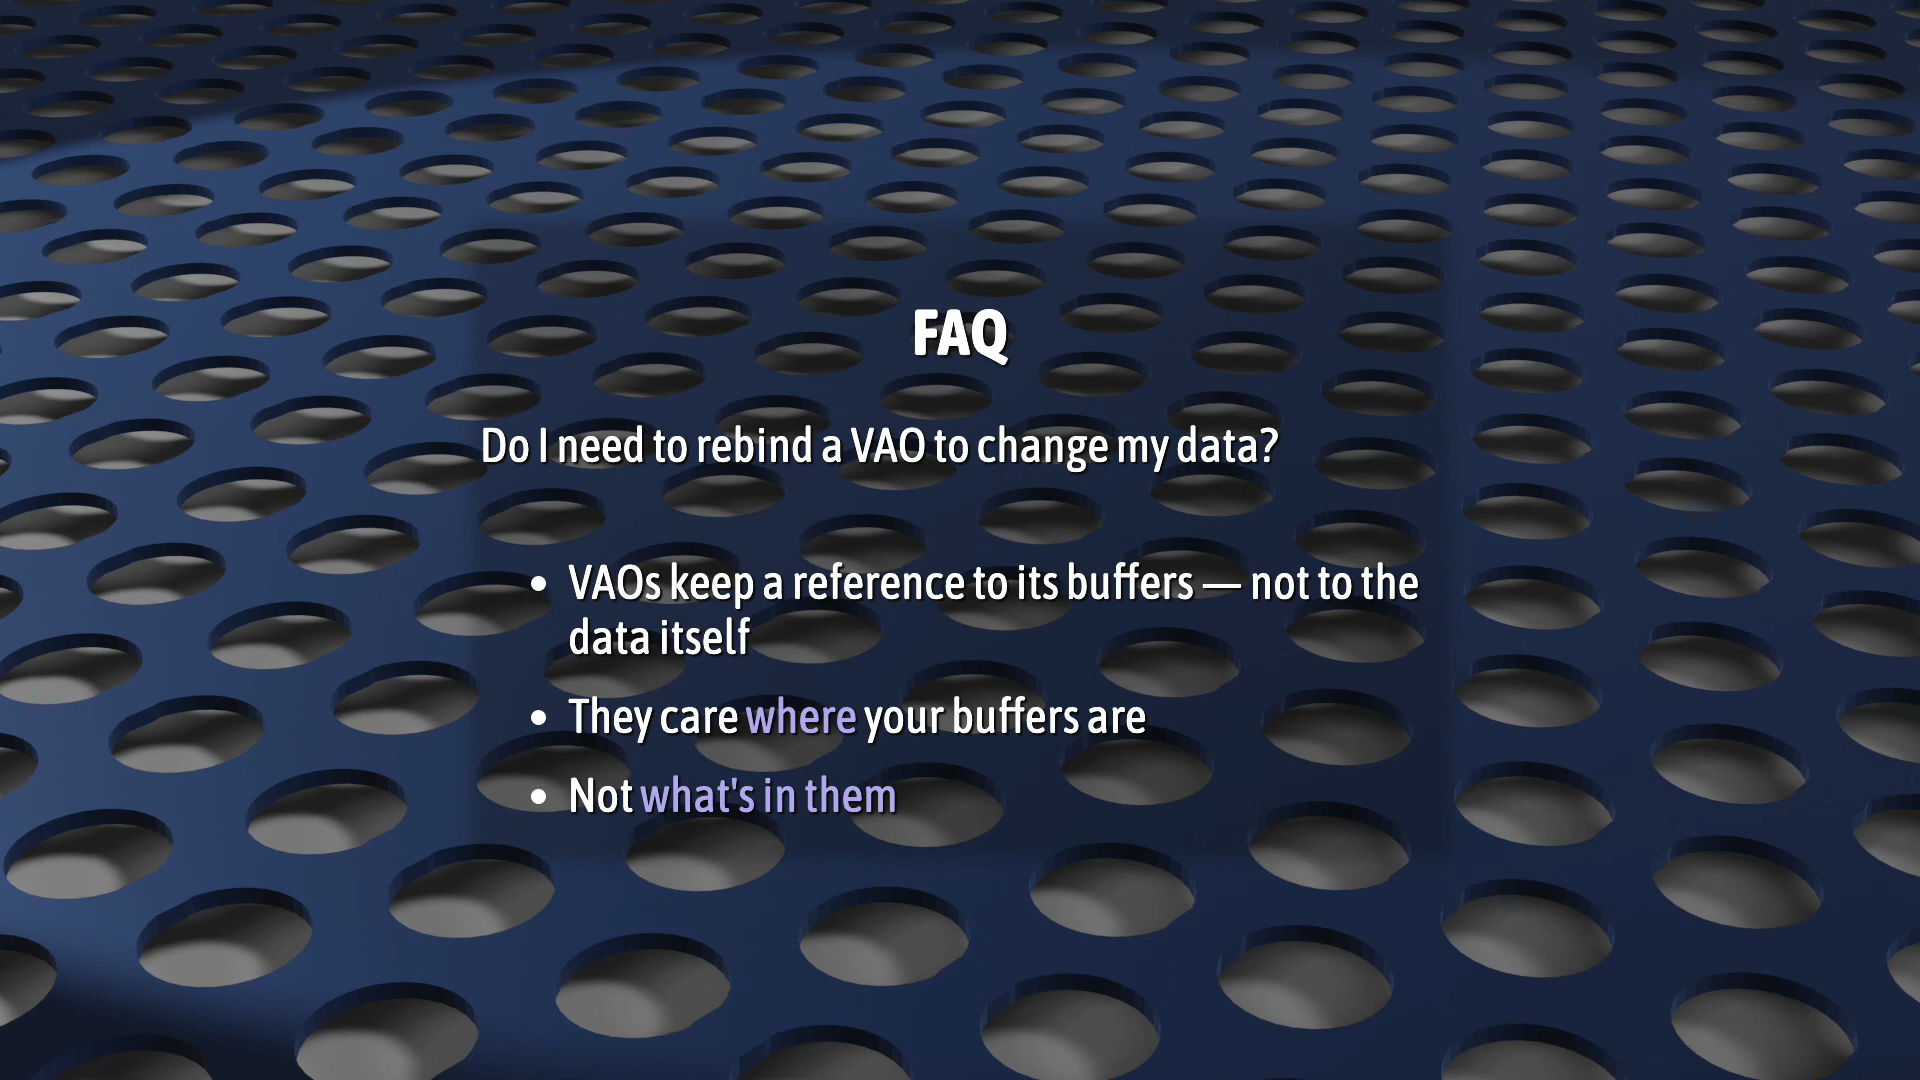 FAQ
Do I need to rebind a VAO to change my data?
• VAOs keep a reference to its buffers — not to the
data itself
• They care where your buffers are
• Not what's in them